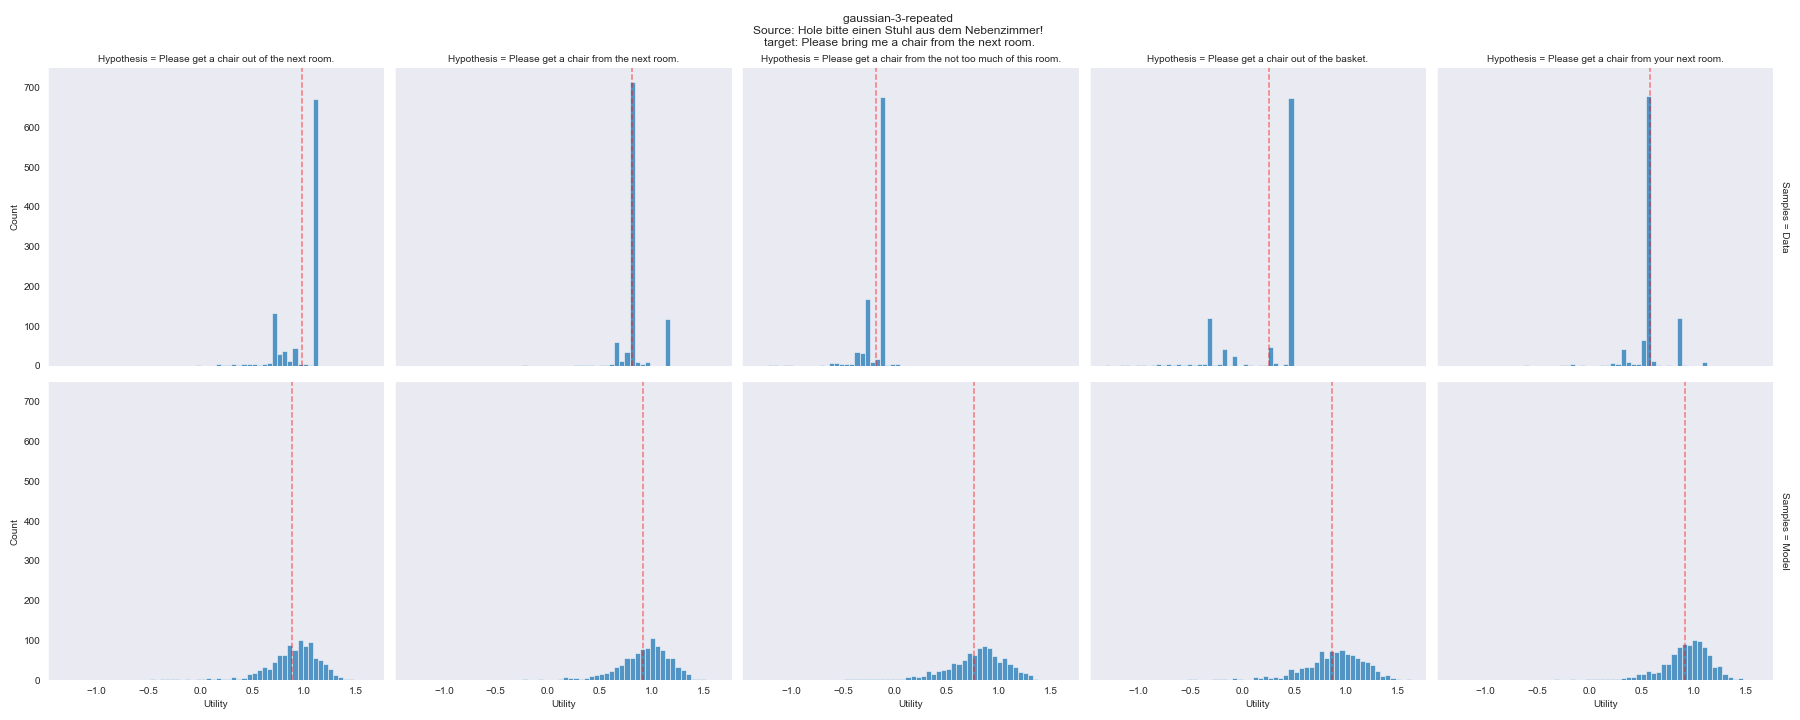 gaussian-3-repeated
Source: Hole bitte einen Stuhl aus dem Nebenzimmer!
target: Please bring me a chair from the next room.
Hypothesis = Please get a chair out of the next room.
Hypothesis = Please get a chair from the next room.
Hypothesis = Please get a chair from the not too much of this room.
Hypothesis = Please get a chair out of the basket.
Hypothesis = Please get a chair from your next room.
700
600
500
400
300
200
100
0
Count
Samples = Data
700
600
500
400
300
200
100
0
Count
Samples = Model
−1.0 −0.5 0.0 0.5 1.0 1.5
−1.0 −0.5 0.0 0.5 1.0 1.5
−1.0 −0.5 0.0 0.5 1.0 1.5
−1.0 −0.5 0.0 0.5 1.0 1.5
−1.0 −0.5 0.0 0.5 1.0 1.5
Utility
Utility
Utility
Utility
Utility